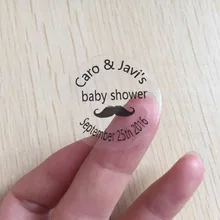 Caro & Javi's
baby shower
September 25th 2016